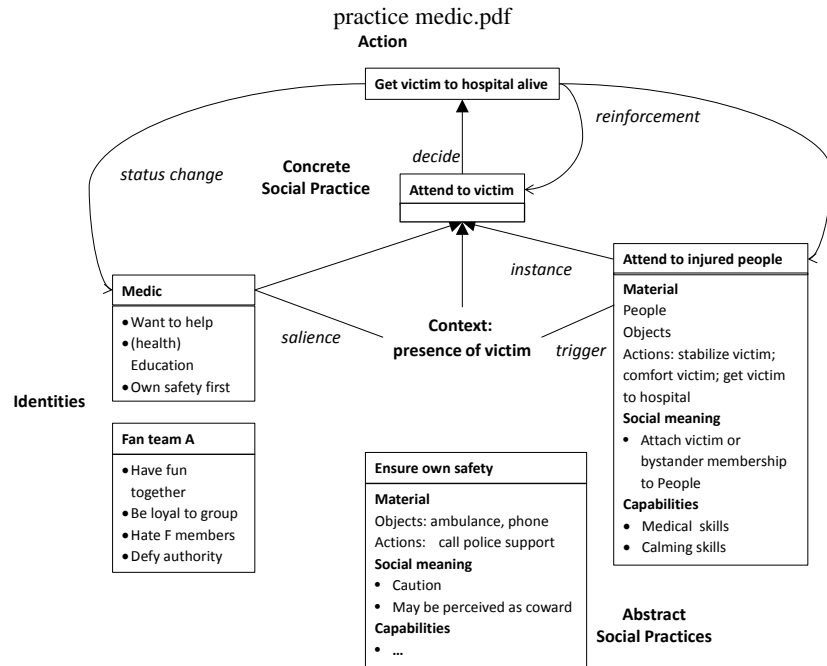 practice medic.pdf
Action
Get victim to hospital alive
reinforcement
status change
decide
Concrete
Social Practice
Attend to victim
instance
Attend to injured people
Material
People
Objects
Actions: stabilize victim;
comfort victim; get victim
to hospital
Social meaning
• Attach victim or
bystander membership
to People
Capabilities
• Medical skills
• Calming skills
Medic
• Want to help
• (health)
Education
• Own safety first
salience
Context:
presence of victim
trigger
Identities
Fan team A
• Have fun
together
• Be loyal to group
• Hate F members
• Defy authority
Ensure own safety
Material
Objects: ambulance, phone
Actions: call police support
Social meaning
• Caution
• May be perceived as coward
Capabilities
• ...
Abstract
Social Practices